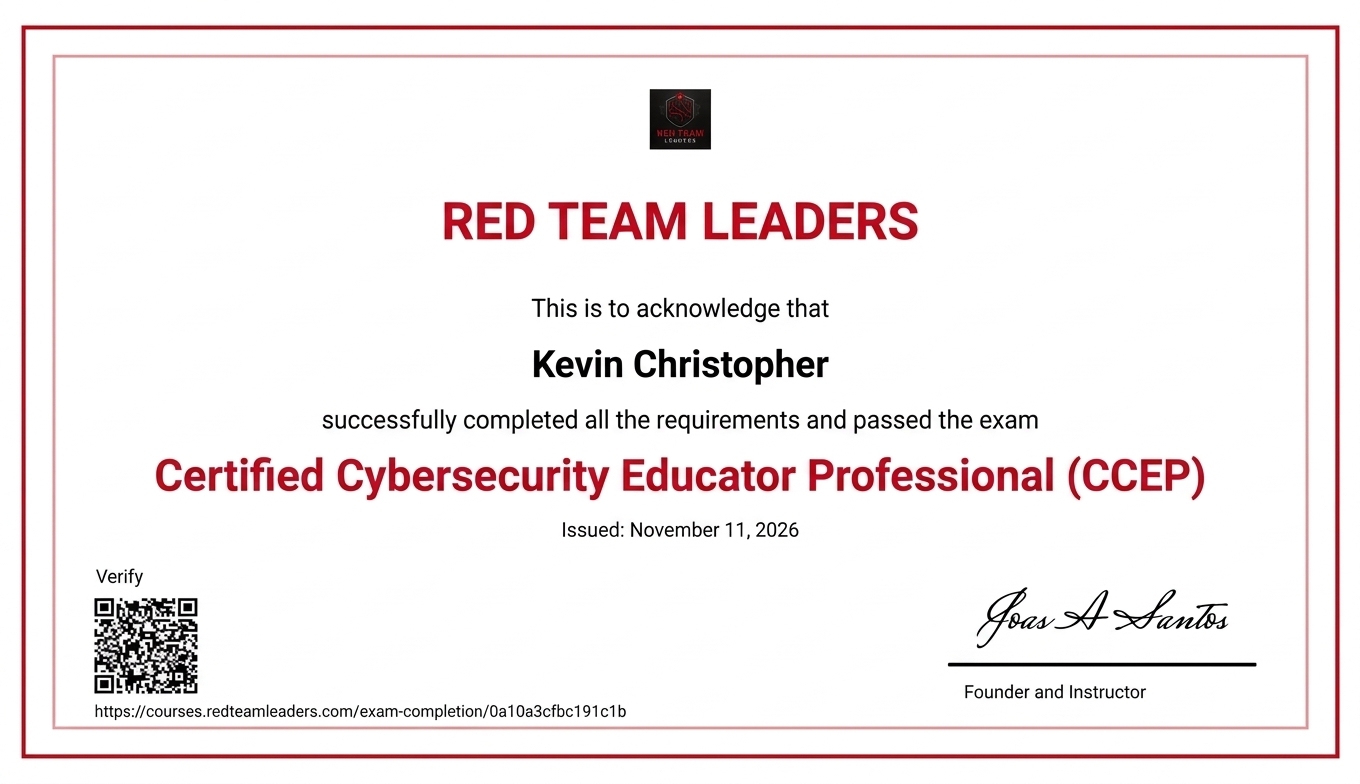 RED TEAM LEADERS
This is to acknowledge that
Kevin Christopher
successfully completed all the requirements and passed the exam
Certified Cybersecurity Educator Professional (CCEP)
Issued: November 11, 2026
Verify
https://courses.redteamleaders.com/exam-completion/0a10a3cfbc191c1b
Joas A Santos
Founder and Instructor